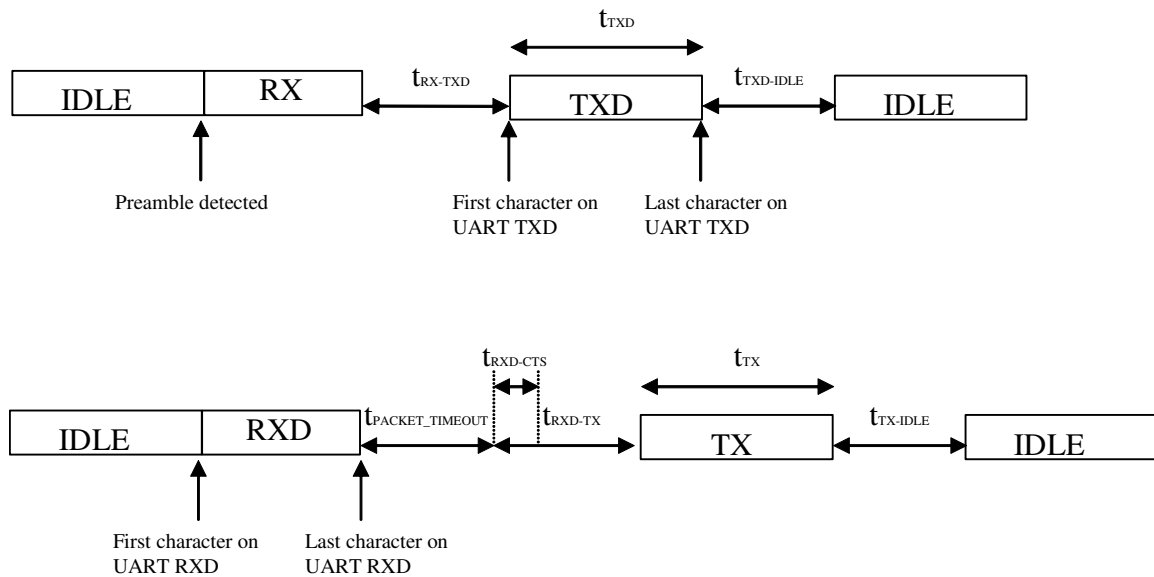 tTXD
IDLE RX tRX-TXD TXD tTXD-IDLE IDLE
Preamble detected
First character on
UART TXD
Last character on
UART TXD
tRXD-CTS
tTX
IDLE RXD tPACKET_TIMEOUT tRXD-TX TX tTX-IDLE IDLE
First character on
UART RXD
Last character on
UART RXD